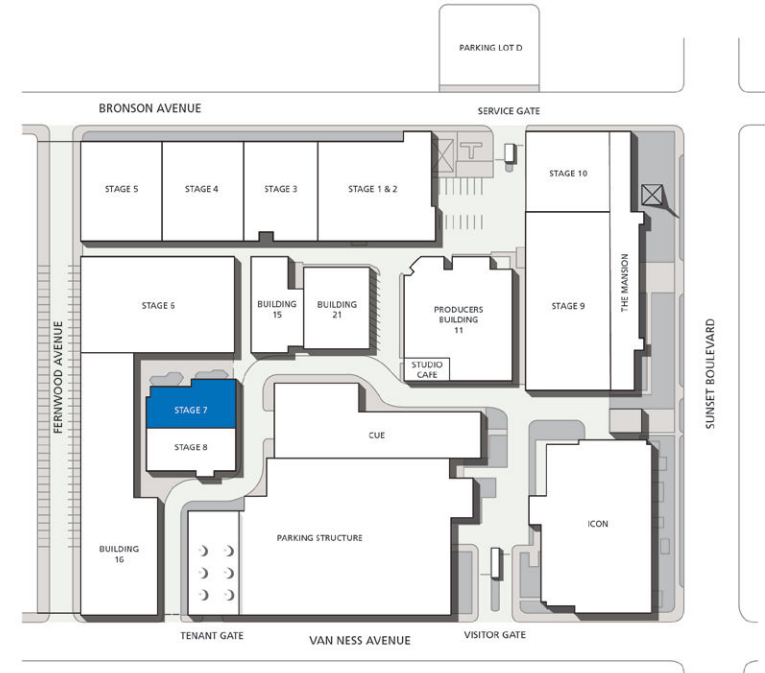 PARKING LOT D
BRONSON AVENUE
SERVICE GATE
STAGE 5
STAGE 4
STAGE 3
STAGE 1 & 2
STAGE 10
STAGE 6
BUILDING
15
BUILDING
21
PRODUCERS
BUILDING
11
STUDIO
CAFE
STAGE 9
THE MANSION
FERNWOOD AVENUE
SUNSET BOULEVARD
STAGE 7
STAGE 8
CUE
BUILDING
16
PARKING STRUCTURE
ICON
TENANT GATE
VAN NESS AVENUE
VISITOR GATE